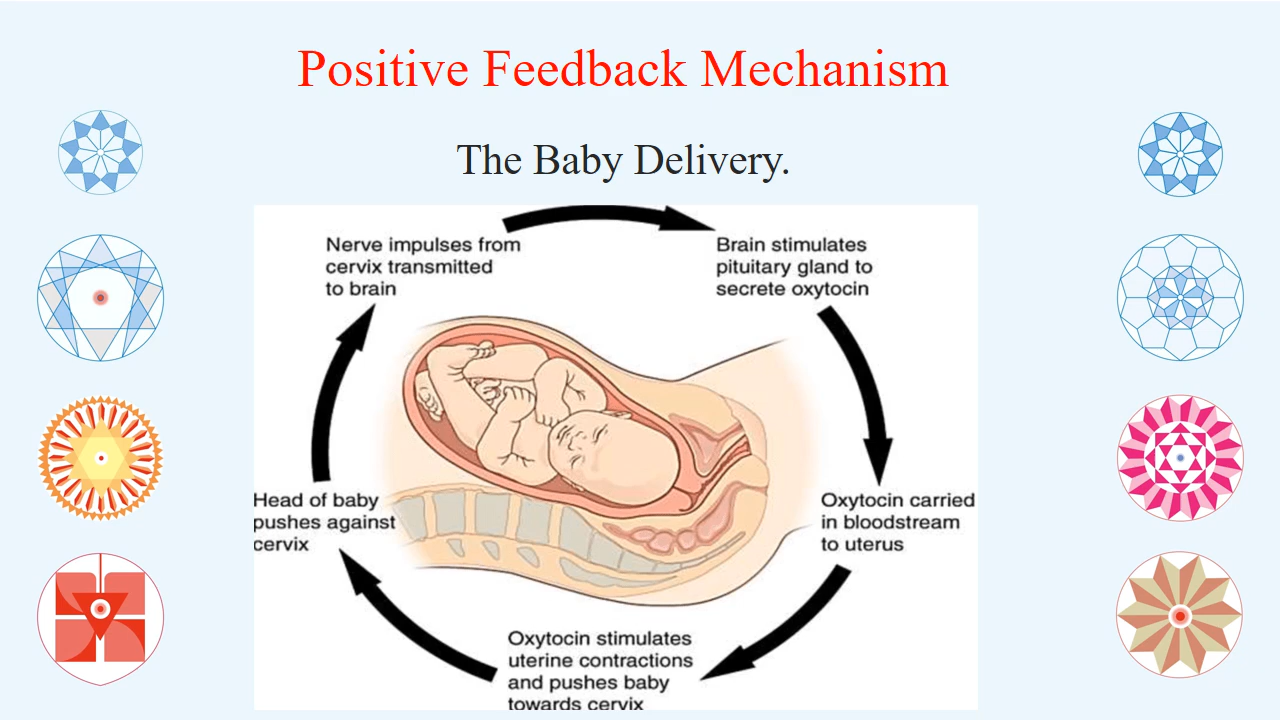 Positive Feedback Mechanism
The Baby Delivery.
Nerve impulses from
cervix transmitted
to brain
Brain stimulates
pituitary gland to
secrete oxytocin
Head of baby
pushes against
cervix
Oxytocin carried
in bloodstream
to uterus
Oxytocin stimulates
uterine contractions
and pushes baby
towards cervix